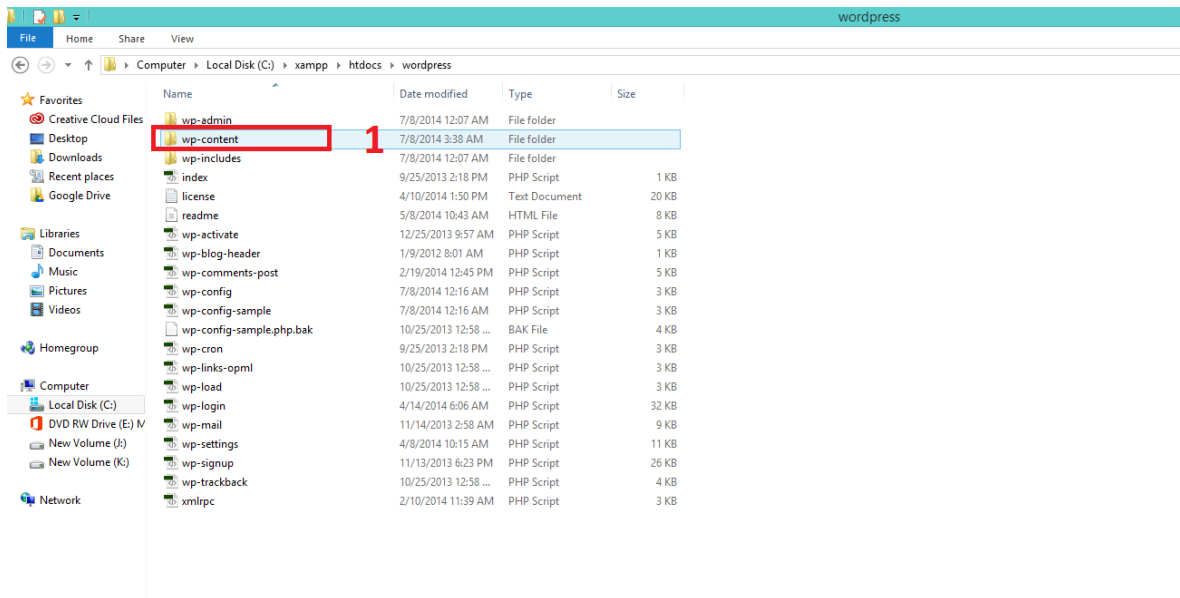 wordpress
File Home Share View
Computer Local Disk (C:) xampp htdocs wordpress
Favorites
Creative Cloud Files
Desktop
Downloads
Recent places
Google Drive
Libraries
Documents
Music
Pictures
Videos
Homegroup
Computer
Local Disk (C:)
DVD RW Drive (E:) M
New Volume (J:)
New Volume (K:)
Network
Name Date modified Type Size
wp-admin 7/8/2014 12:07 AM File folder
wp-content 1 7/8/2014 3:38 AM File folder
wp-includes 7/8/2014 12:07 AM File folder
index 9/25/2013 2:18 PM PHP Script 1 KB
license 4/10/2014 1:50 PM Text Document 20 KB
readme 5/8/2014 10:43 AM HTML File 8 KB
wp-activate 12/25/2013 9:57 AM PHP Script 5 KB
wp-blog-header 1/9/2012 8:01 AM PHP Script 1 KB
wp-comments-post 2/19/2014 12:45 PM PHP Script 5 KB
wp-config 7/8/2014 12:16 AM PHP Script 3 KB
wp-config-sample 7/8/2014 12:16 AM PHP Script 3 KB
wp-config-sample.php.bak 10/25/2013 12:58 ... BAK File 4 KB
wp-cron 9/25/2013 2:18 PM PHP Script 3 KB
wp-links-opml 10/25/2013 12:58 ... PHP Script 3 KB
wp-load 10/25/2013 12:58 ... PHP Script 3 KB
wp-login 4/14/2014 6:06 AM PHP Script 32 KB
wp-mail 11/14/2013 2:58 AM PHP Script 9 KB
wp-settings 4/8/2014 10:15 AM PHP Script 11 KB
wp-signup 11/13/2013 6:23 PM PHP Script 26 KB
wp-trackback 10/25/2013 12:58 ... PHP Script 4 KB
xmlrpc 2/10/2014 11:39 AM PHP Script 3 KB